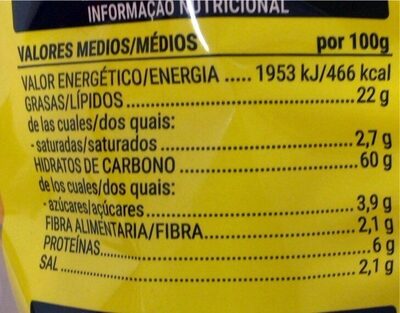 INFORMAÇÃO NUTRICIONAL
VALORES MEDIOS/MÉDIOS por 100g
VALOR ENERGÉTICO/ENERGIA ..... 1953 kJ/466 kcal
GRASAS/LÍPIDOS ..... 22 g
de las cuales/dos quais:
- saturadas/saturados ..... 2,7 g
HIDRATOS DE CARBONO ..... 60 g
de los cuales/dos quais:
- azúcares/açúcares ..... 3,9 g
FIBRA ALIMENTARIA/FIBRA ..... 2,1 g
PROTEÍNAS ..... 6 g
SAL ..... 2,1 g